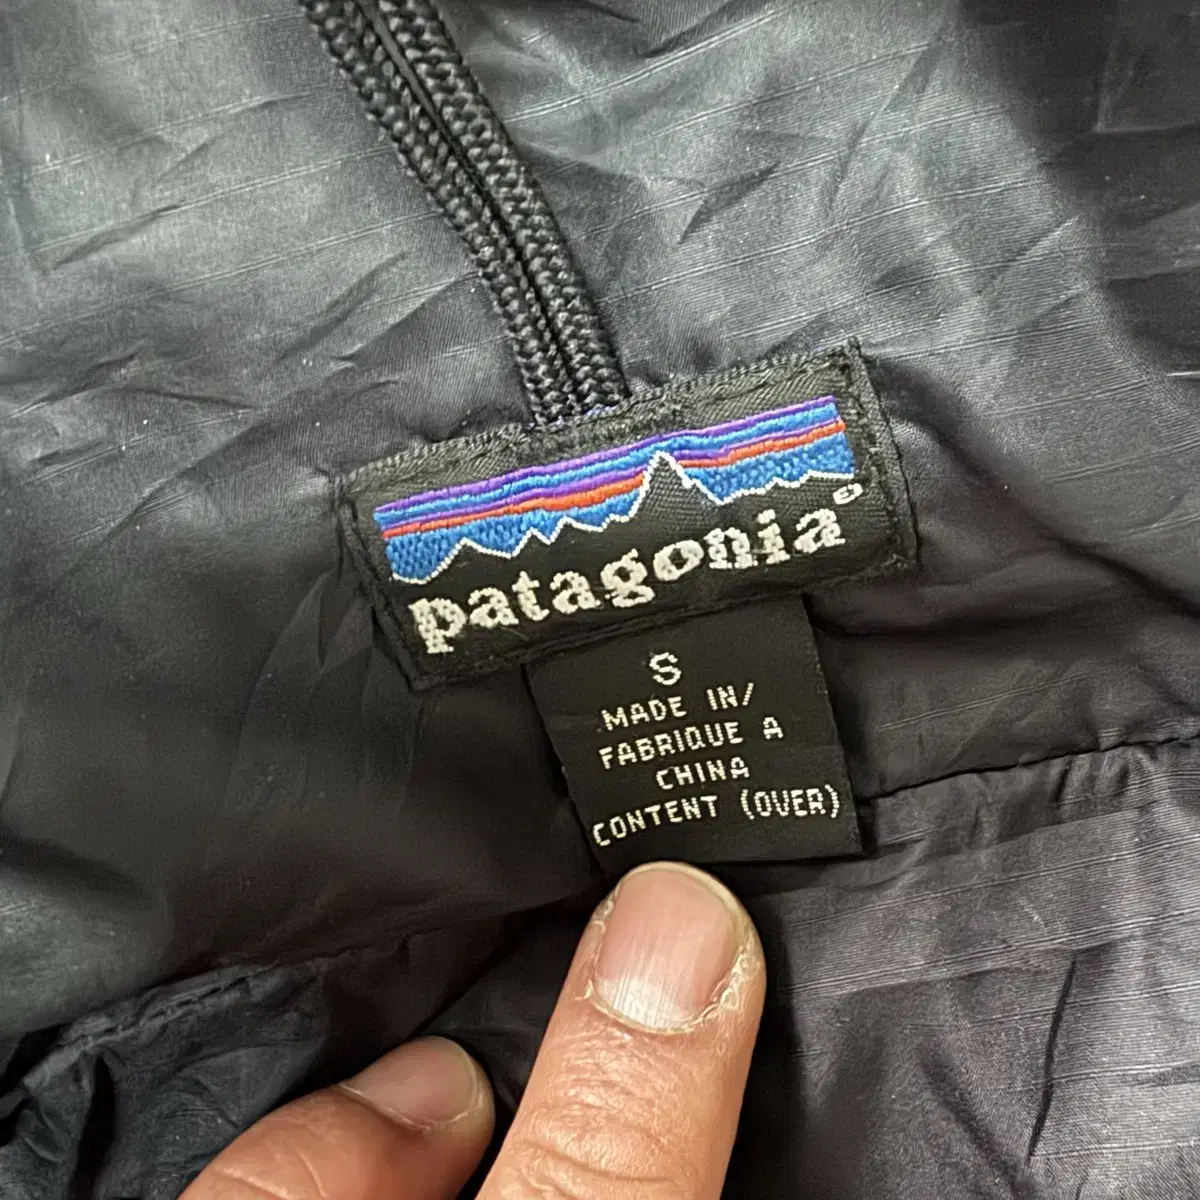 patagonia®
S
MADE IN/
FABRIQUE A
CHINA
CONTENT (OVER)